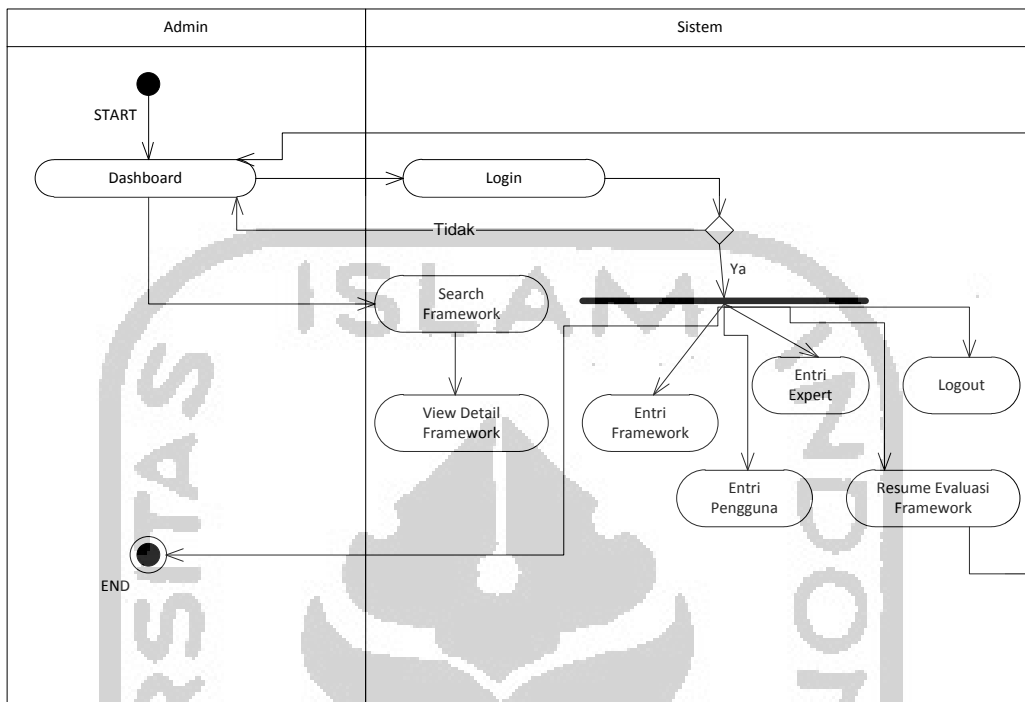 Admin
Sistem
START
Dashboard
Login
Tidak
Ya
Search
Framework
View Detail
Framework
Entri
Framework
Entri
Expert
Logout
Entri
Pengguna
Resume Evaluasi
Framework
END
ISLAM